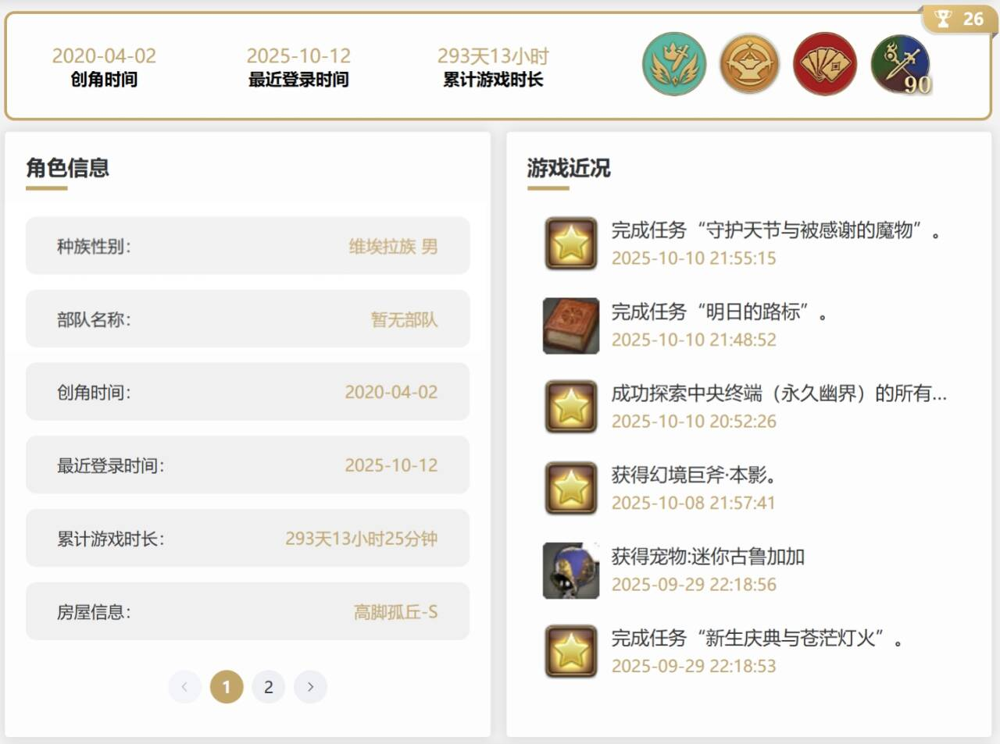 26
2020-04-02
创角时间
2025-10-12
最近登录时间
293天13小时
累计游戏时长
90
角色信息
种族性别：
维埃拉族 男
部队名称：
暂无部队
创角时间：
2020-04-02
最近登录时间：
2025-10-12
累计游戏时长：
293天13小时25分钟
房屋信息：
高脚孤丘-S
1
2
游戏近况
完成任务“守护天节与被感谢的魔物”。
2025-10-10 21:55:15
完成任务“明日的路标”。
2025-10-10 21:48:52
成功探索中央终端（永久幽界）的所有...
2025-10-10 20:52:26
获得幻境巨斧·本影。
2025-10-08 21:57:41
获得宠物:迷你古鲁加加
2025-09-29 22:18:56
完成任务“新生庆典与苍茫灯火”。
2025-09-29 22:18:53